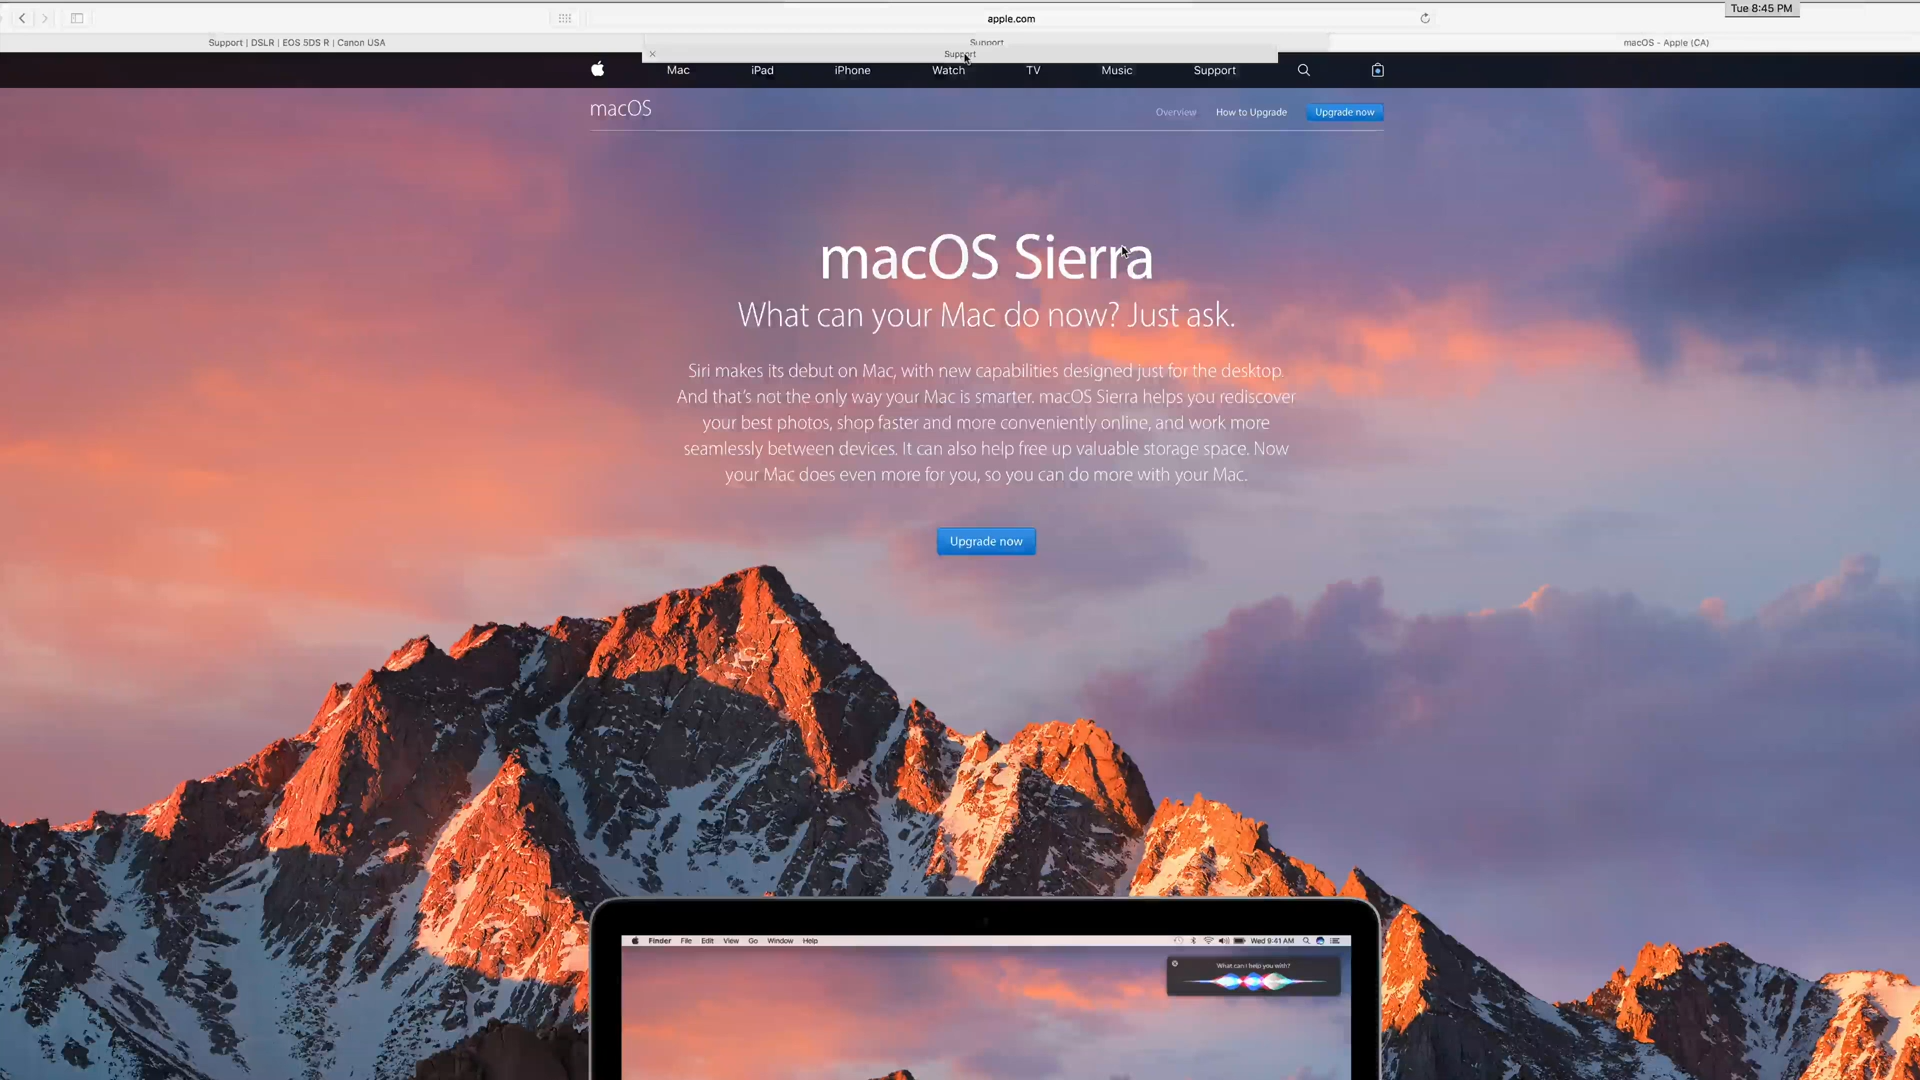 Tue 8:45 PM
apple.com
Support | DSLR | EOS 5DS R | Canon USA
Support
macOS - Apple (CA)
Support
Mac
iPad
iPhone
Watch
TV
Music
Support
macOS
Overview
How to Upgrade
Upgrade now
macOS Sierra
What can your Mac do now? Just ask.
Siri makes its debut on Mac, with new capabilities designed just for the desktop.
And that's not the only way your Mac is smarter. macOS Sierra helps you rediscover
your best photos, shop faster and more conveniently online, and work more
seamlessly between devices. It can also help free up valuable storage space. Now
your Mac does even more for you, so you can do more with your Mac.
Upgrade now
Finder File Edit View Go Window Help
Wed 9:41 AM
What can I help you with?